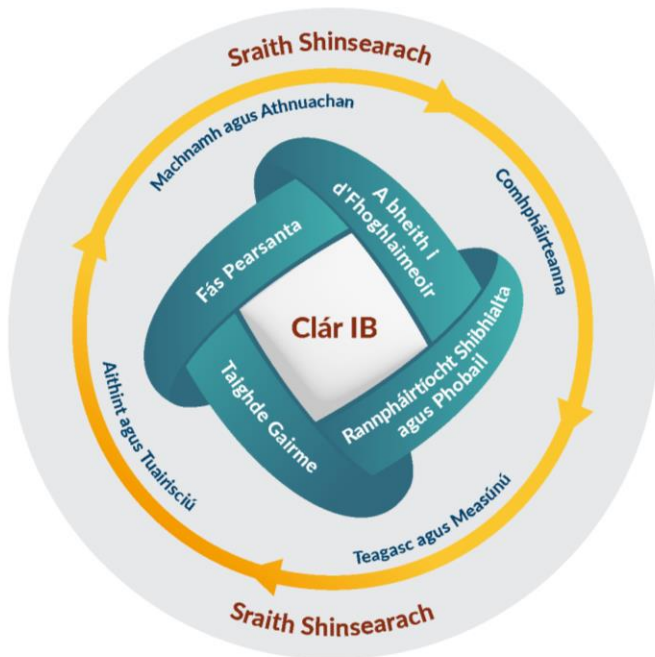 Sraith Shinsearach
Machnamh agus Athnuachan
Comhpháirteanna
Teagasc agus Measúnú
Aithint agus Tuairisciú
A bheith i
d'Fhoghlaimeoir
Fás Pearsanta
Clár IB
Rannpháirtíocht Shibhialta
agus Phobail
Taighde Gairme
Sraith Shinsearach